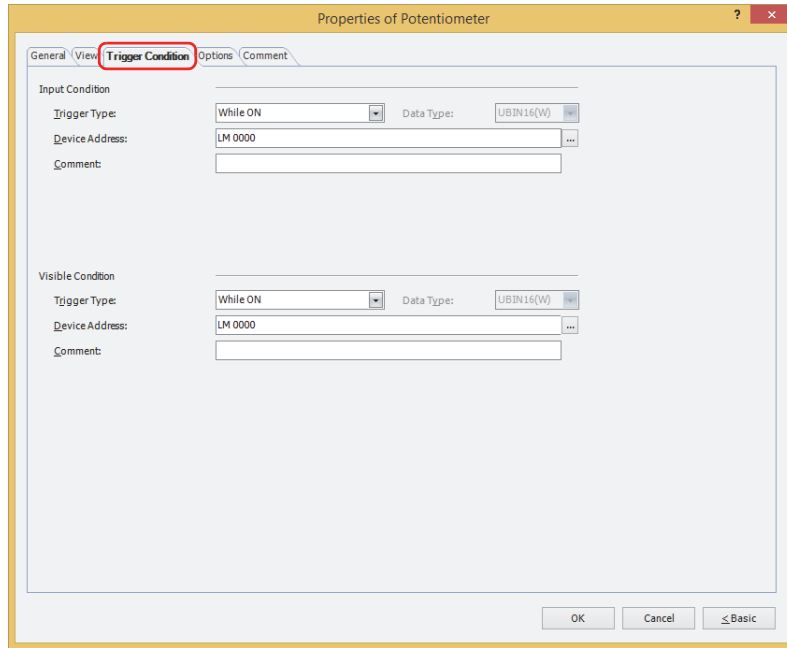 Properties of Potentiometer ? ×
General View Trigger Condition Options Comment
Input Condition
Trigger Type: While ON Data Type: UBIN16(W)
Device Address: LM 0000 ...
Comment:
Visible Condition
Trigger Type: While ON Data Type: UBIN16(W)
Device Address: LM 0000 ...
Comment:
OK Cancel < Basic